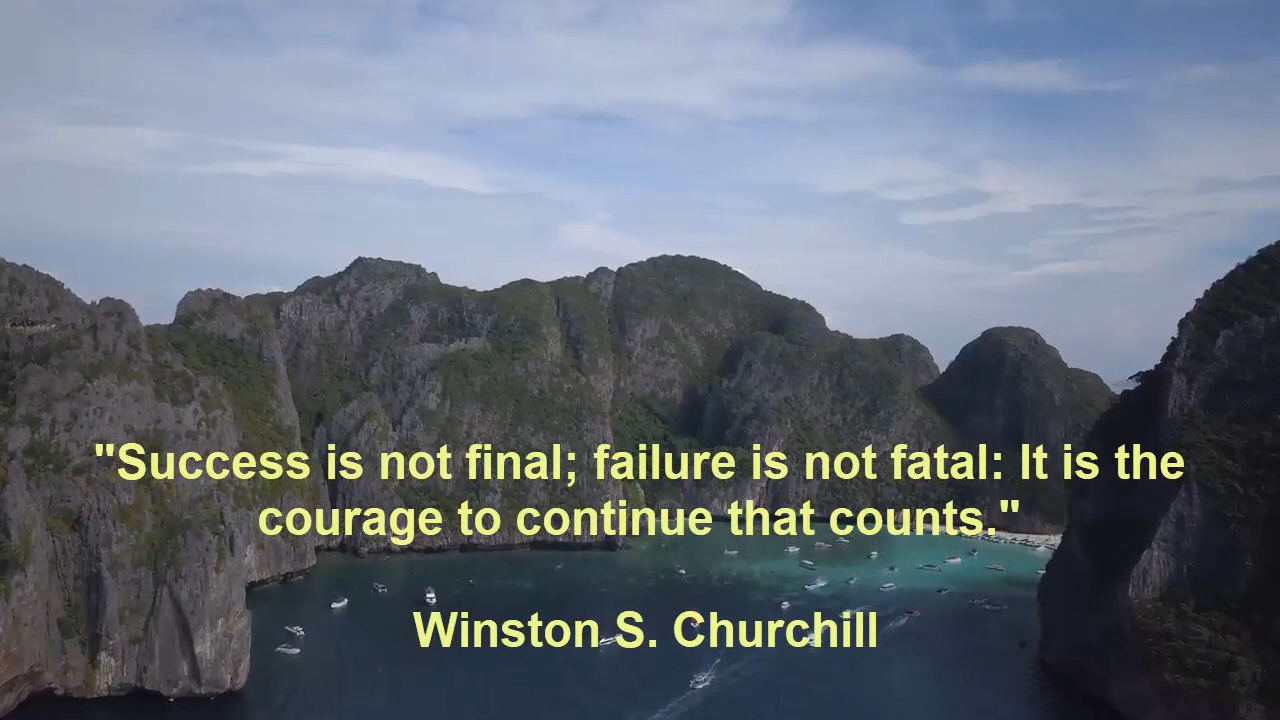 "Success is not final; failure is not fatal: It is the
courage to continue that counts."
Winston S. Churchill